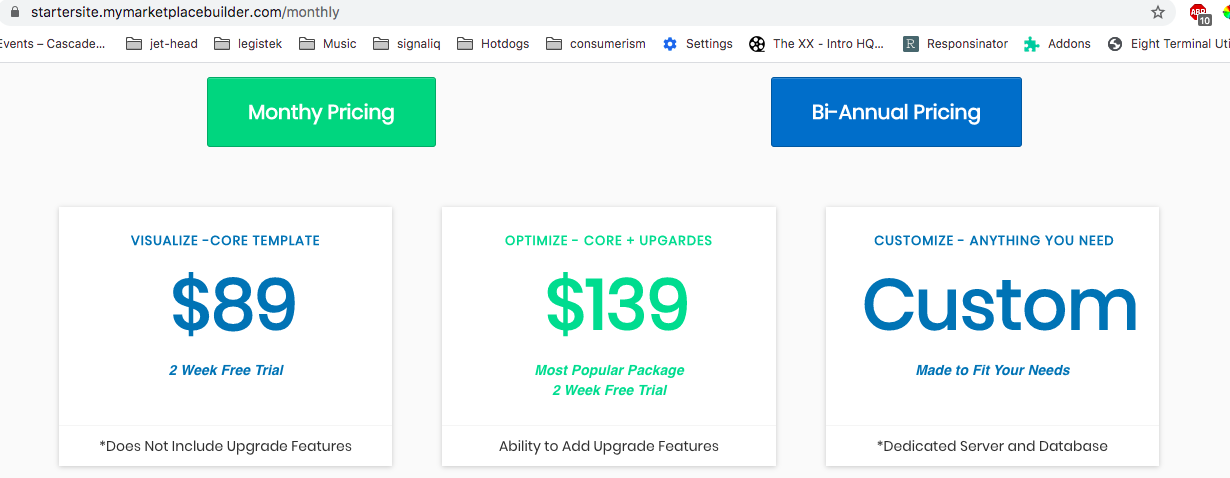 startersite.mymarketplacebuilder.com/monthly
ABP
10
Events – Cascade... jet-head legistek Music signaliq Hotdogs consumerism Settings The XX - Intro HQ... R Responsinator Addons Eight Terminal Uti
Monthy Pricing
Bi-Annual Pricing
VISUALIZE -CORE TEMPLATE
$89
2 Week Free Trial
*Does Not Include Upgrade Features
OPTIMIZE - CORE + UPGARDES
$139
Most Popular Package
2 Week Free Trial
Ability to Add Upgrade Features
CUSTOMIZE - ANYTHING YOU NEED
Custom
Made to Fit Your Needs
*Dedicated Server and Database